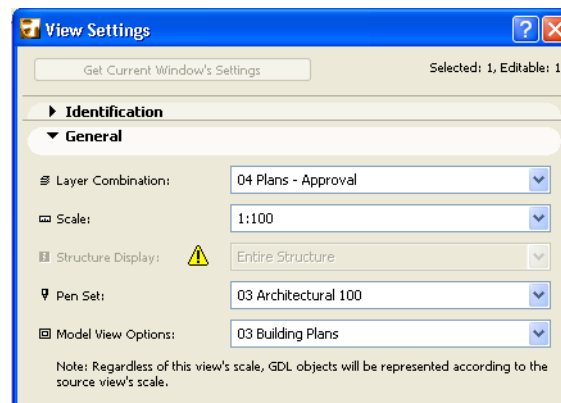 View Settings
Get Current Window's Settings
Selected: 1, Editable: 1
Identification
General
Layer Combination:
04 Plans - Approval
Scale:
1:100
Structure Display:
Entire Structure
Pen Set:
03 Architectural 100
Model View Options:
03 Building Plans
Note: Regardless of this view's scale, GDL objects will be represented according to the
source view's scale.